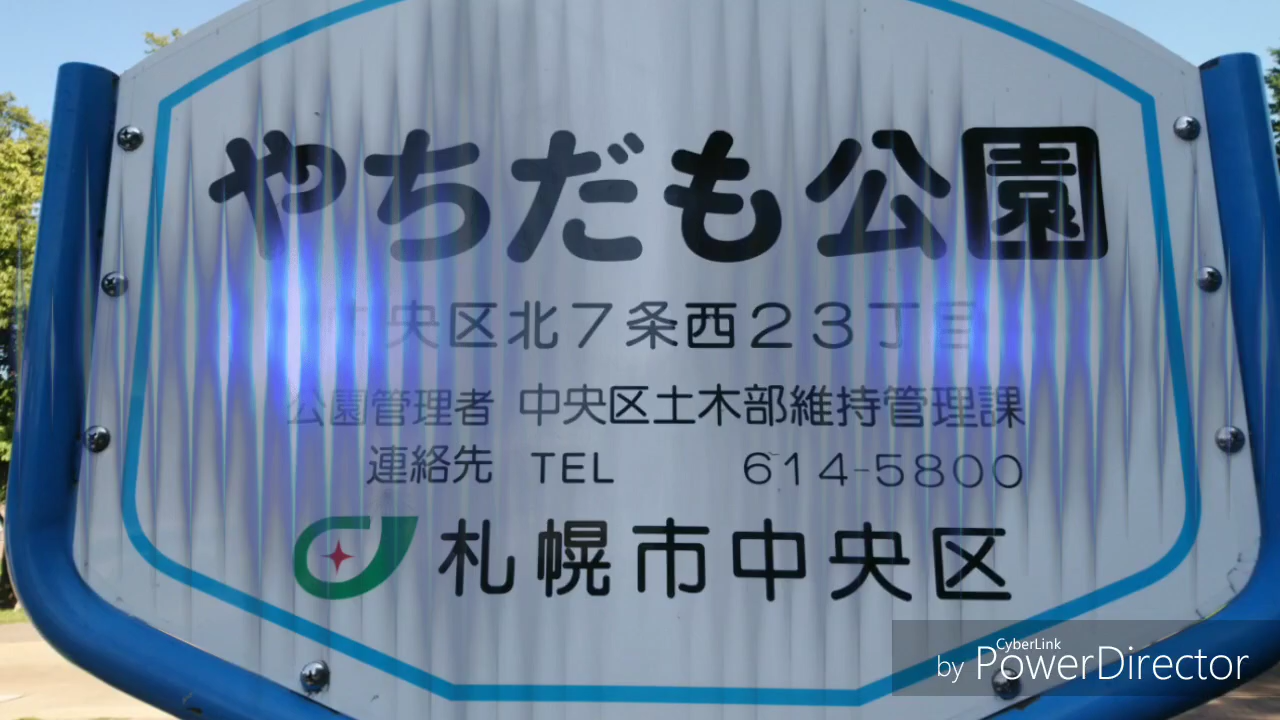 やちだも公園
中央区北7条西23丁目
公園管理者 中央区土木部維持管理課
連絡先 TEL 614-5800
札幌市中央区
CyberLink
by PowerDirector